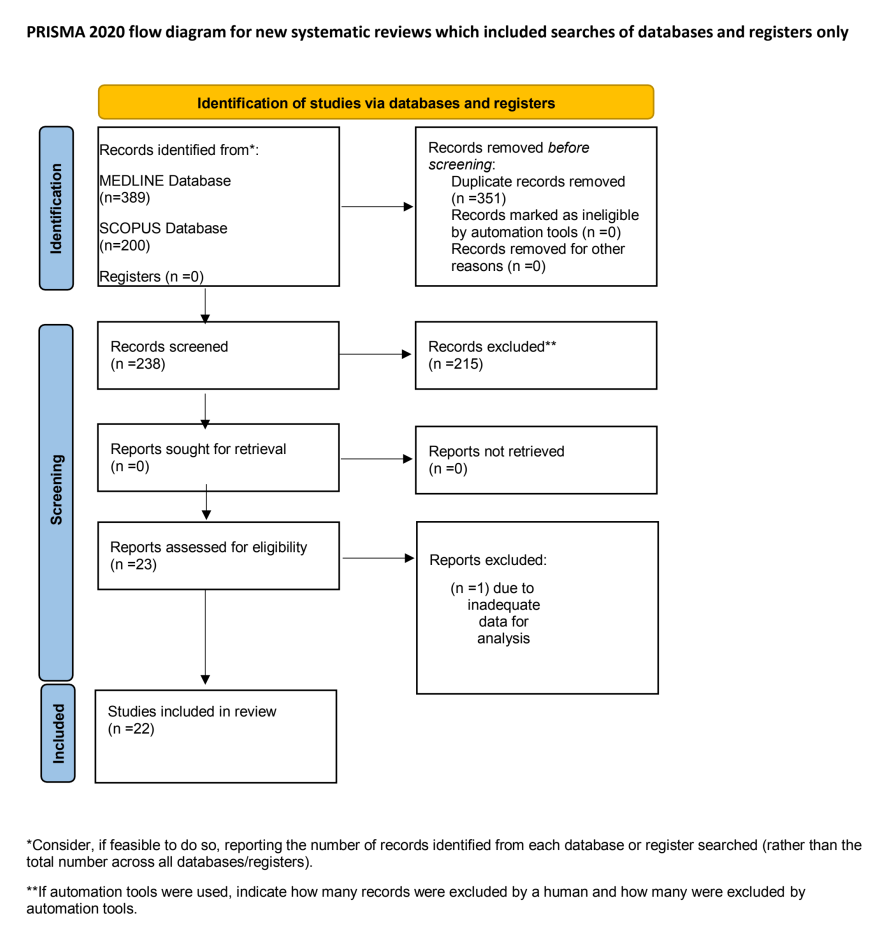 PRISMA 2020 flow diagram for new systematic reviews which included searches of databases and registers only
Identification of studies via databases and registers
Identification
Records identified from*:
MEDLINE Database
(n=389)
SCOPUS Database
(n=200)
Registers (n =0)
Records removed before
screening:
Duplicate records removed
(n =351)
Records marked as ineligible
by automation tools (n =0)
Records removed for other
reasons (n =0)
Screening
Records screened
(n =238)
Records excluded**
(n =215)
Reports sought for retrieval
(n =0)
Reports not retrieved
(n =0)
Reports assessed for eligibility
(n =23)
Reports excluded:
(n =1) due to
inadequate
data for
analysis
Included
Studies included in review
(n =22)
*Consider, if feasible to do so, reporting the number of records identified from each database or register searched (rather than the
total number across all databases/registers).
**If automation tools were used, indicate how many records were excluded by a human and how many were excluded by
automation tools.